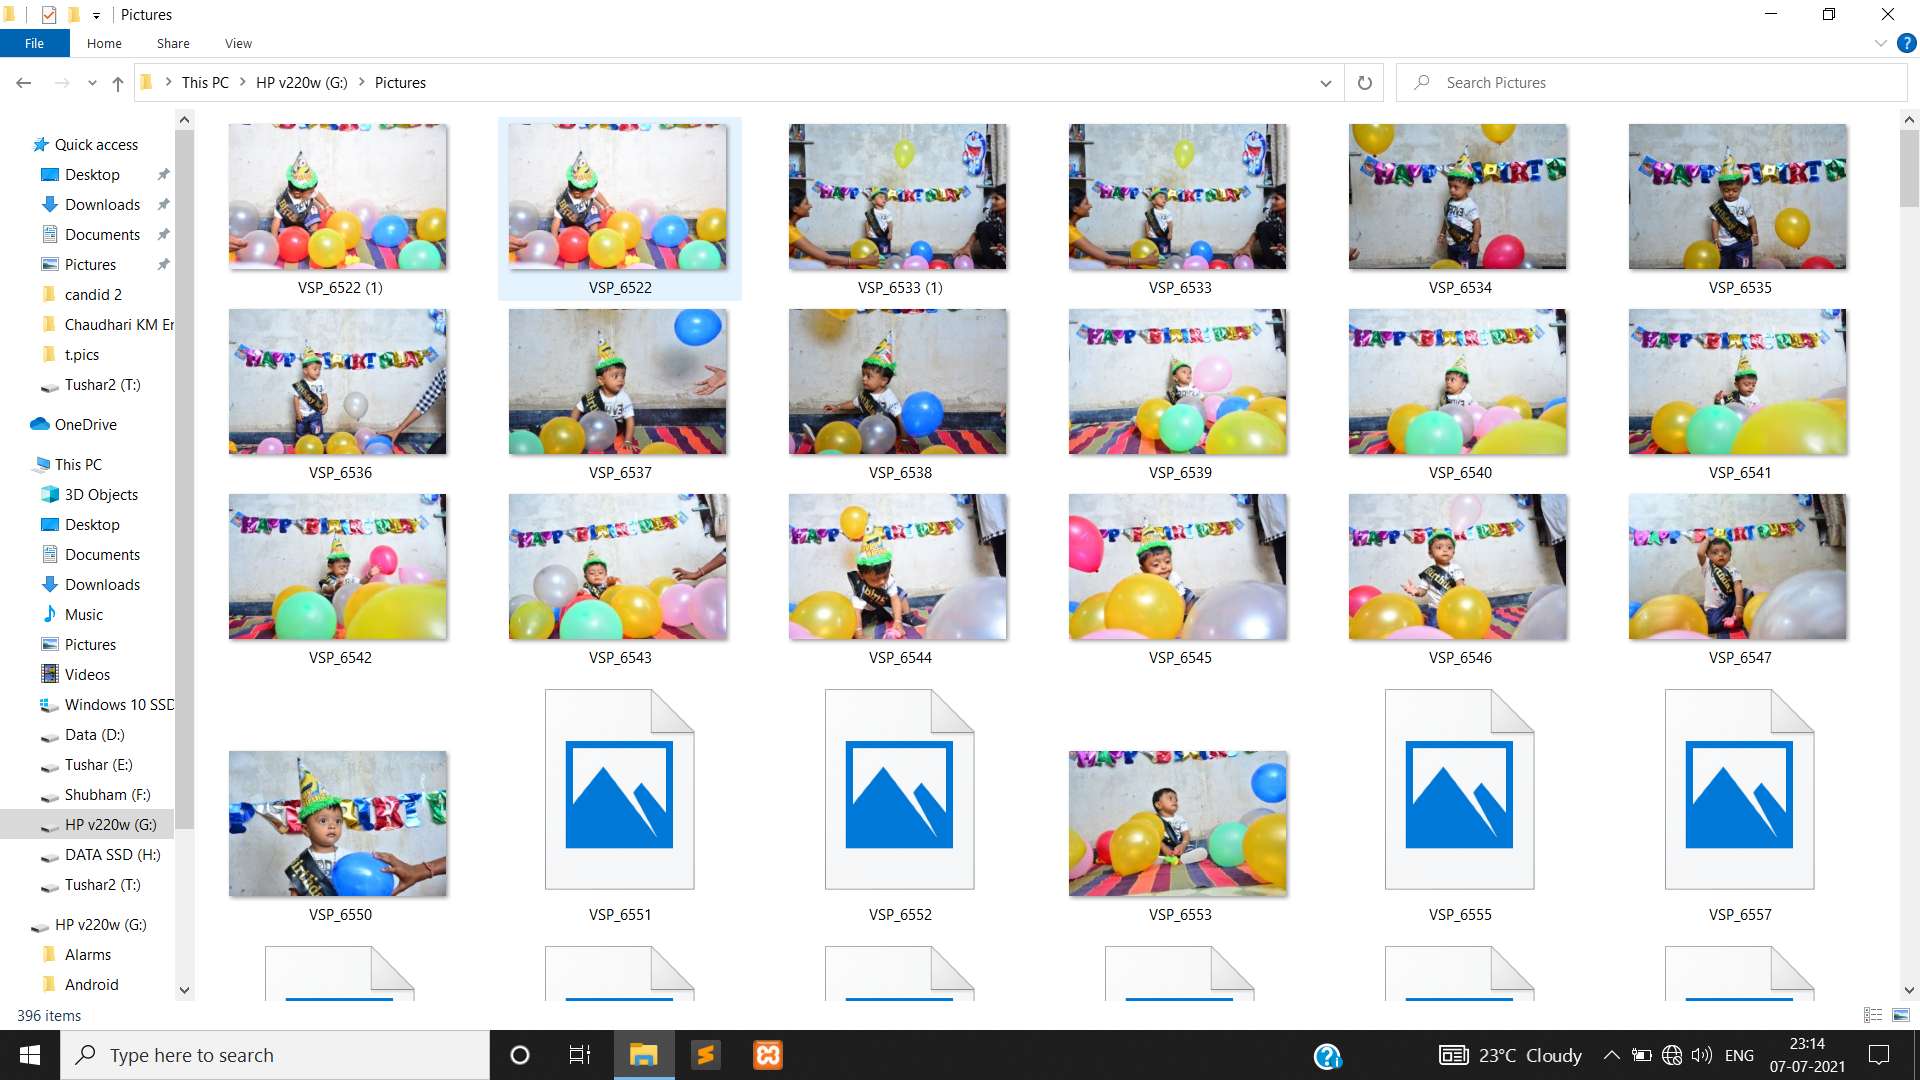 Pictures
File Home Share View
This PC HP v220w (G:) Pictures
Search Pictures
Quick access
Desktop
Downloads
Documents
Pictures
candid 2
Chaudhari KM Er
t.pics
Tushar2 (T:)
OneDrive
This PC
3D Objects
Desktop
Documents
Downloads
Music
Pictures
Videos
Windows 10 SSD
Data (D:)
Tushar (E:)
Shubham (F:)
HP v220w (G:)
DATA SSD (H:)
Tushar2 (T:)
HP v220w (G:)
Alarms
Android
VSP_6522 (1) VSP_6522 VSP_6533 (1) VSP_6533 VSP_6534 VSP_6535
VSP_6536 VSP_6537 VSP_6538 VSP_6539 VSP_6540 VSP_6541
VSP_6542 VSP_6543 VSP_6544 VSP_6545 VSP_6546 VSP_6547
VSP_6550 VSP_6551 VSP_6552 VSP_6553 VSP_6555 VSP_6557
396 items
Type here to search
23°C Cloudy
ENG
23:14
07-07-2021